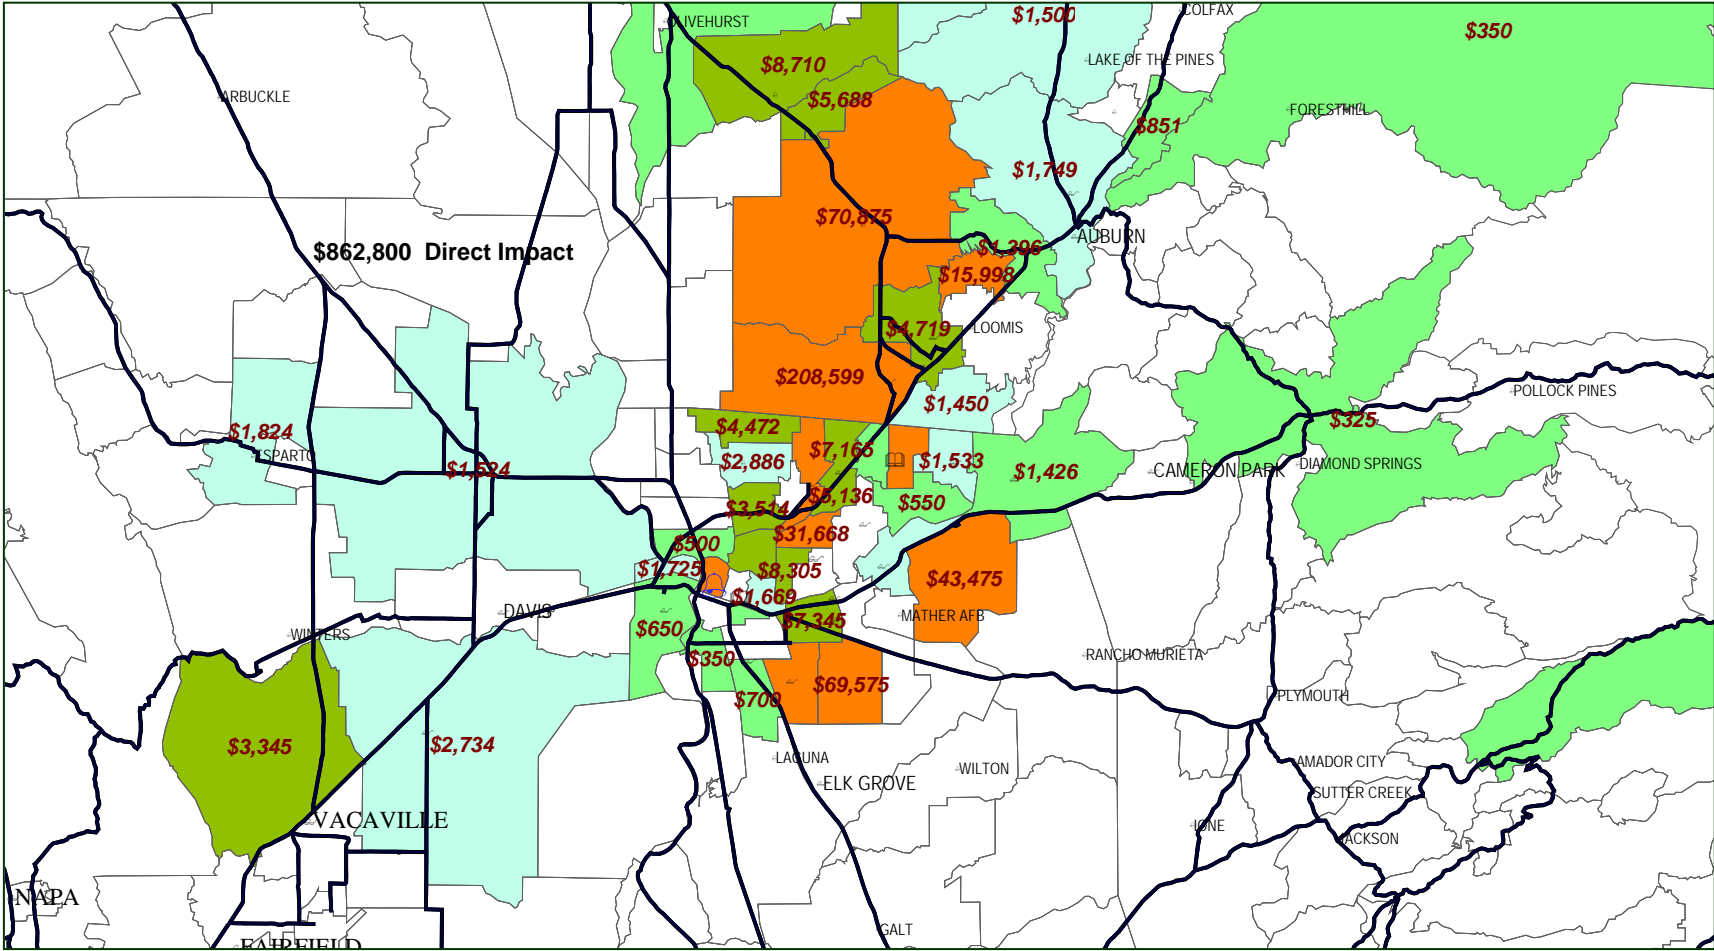 $1,500
COLFAX
OLIVEHURST
$350
$8,710
LAKE OF THE PINES
ARBUCKLE
$5,688
FORESTHILL
$851
$1,749
$70,875
AUBURN
$862,800 Direct Impact
$1,396
$15,998
$4,719
LOOMIS
$208,599
POLLOCK PINES
$1,450
$325
$4,472
$1,824
$7,165
ESPARTO
$2,886
$1,533
$1,426
CAMERON PARK
DIAMOND SPRINGS
$1,524
$5,136
$550
$3,514
$31,668
$500
$1,725
$8,305
$43,475
$1,669
DAVIS
MATHER AFB
$7,345
WINTERS
$650
$350
RANCHO MURIETA
$69,575
$700
PLYMOUTH
$3,345
$2,734
LAGUNA
AMADOR CITY
WILTON
ELK GROVE
SUTTER CREEK
VACAVILLE
IONE
JACKSON
NAPA
GALT
FAIRFIELD